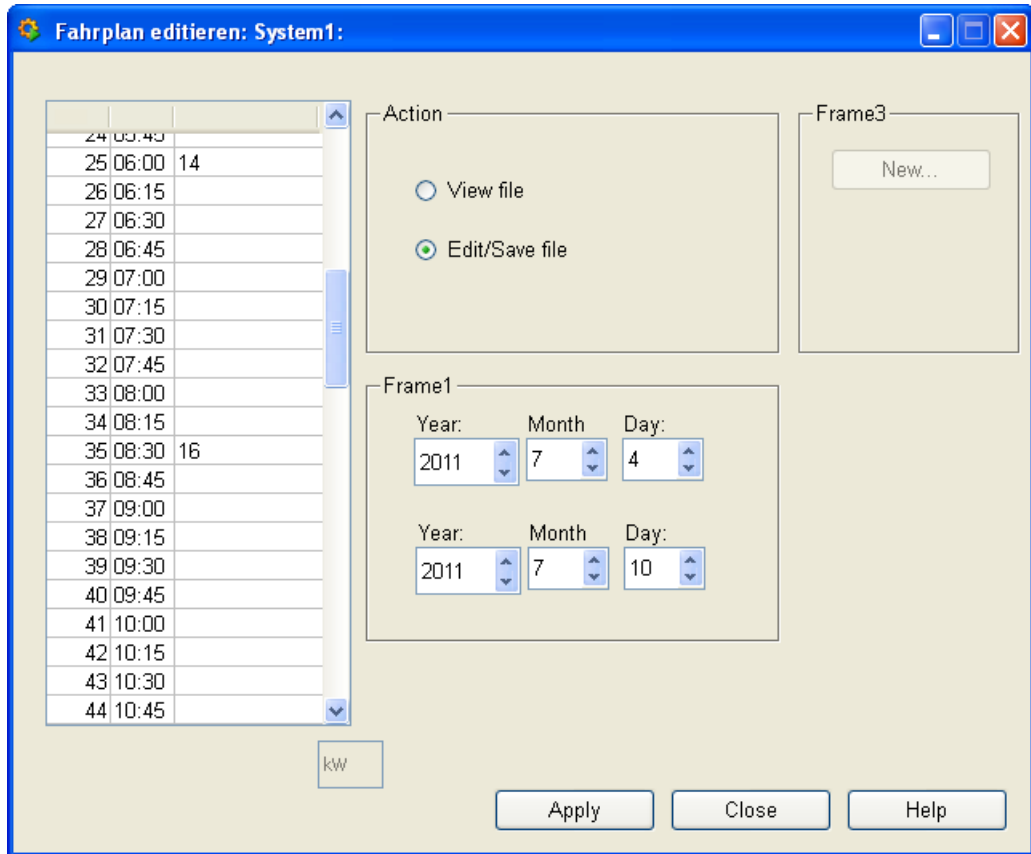 Fahrplan editieren: System1:
24 05:45
25 06:00 14
26 06:15
27 06:30
28 06:45
29 07:00
30 07:15
31 07:30
32 07:45
33 08:00
34 08:15
35 08:30 16
36 08:45
37 09:00
38 09:15
39 09:30
40 09:45
41 10:00
42 10:15
43 10:30
44 10:45
kW
Action
View file
Edit/Save file
Frame3
New...
Frame1
Year: Month Day:
2011 7 4
Year: Month Day:
2011 7 10
Apply Close Help